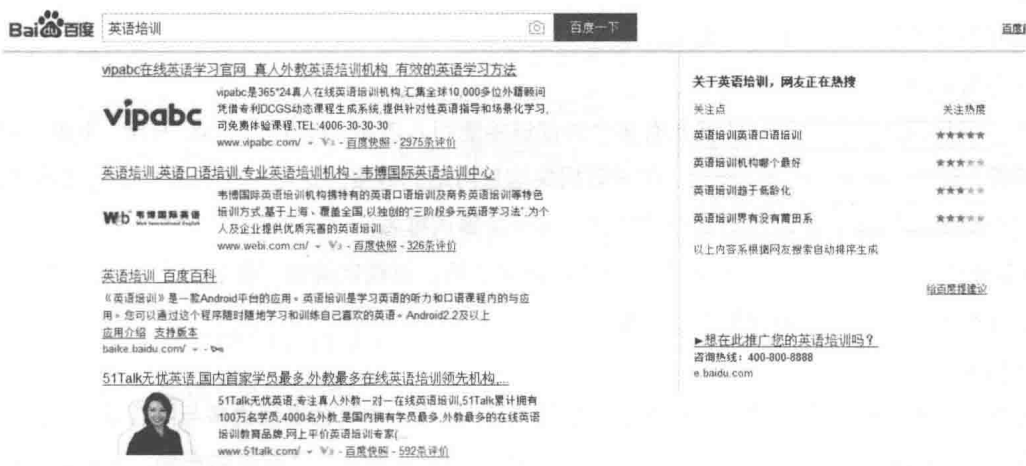 Bai du 百度
英语培训
百度一下
vipabc在线英语学习官网 真人外教英语培训机构 有效的英语学习方法
vipabc
vipabc是365*24真人在线英语培训机构,汇集全球10,000多位外籍顾问
凭借专利DCGS动态课程生成系统,提供针对性英语指导和场景化学习,
可免费体验课程,TEL:4006-30-30-30
www.vipabc.com/ - V3 - 百度快照 - 2975条评价
英语培训,英语口语培训,专业英语培训机构 - 韦博国际英语培训中心
Web 韦博国际英语
Web International English
韦博国际英语培训机构拥特有的英语口语培训及商务英语培训等特色
培训方式,基于上海、覆盖全国,以独创的"三阶段多元英语学习法",为个
人及企业提供优质完善的英语培训
www.webi.com.cn/ - V3 - 百度快照 - 326条评价
英语培训_百度百科
《英语培训》是一款Android平台的应用。英语培训是学习英语的听力和口语课程内的与应
用。您可以通过这个程序随时随地学习和训练自己喜欢的英语。Android2.2及以上
应用介绍 支持版本
baike.baidu.com/
51Talk无忧英语,国内首家学员最多,外教最多在线英语培训领先机构,...
51Talk无忧英语,专注真人外教一对一在线英语培训,51Talk累计拥有
100万名学员,4000名外教,是国内拥有学员最多,外教最多的在线英语
培训教育品牌,网上平价英语培训专家(...
www.51talk.com/ - V3 - 百度快照 - 592条评价
关于英语培训，网友正在热搜
关注点 关注热度
英语培训英语口语培训 ★★★★★
英语培训机构哪个最好 ★★★★★
英语培训趋于低龄化 ★★★★★
英语培训界有没有莆田系 ★★★★★
以上内容系根据网友搜索自动排序生成
给百度提建议
►想在此推广您的英语培训吗？
咨询热线：400-800-8888
e.baidu.com